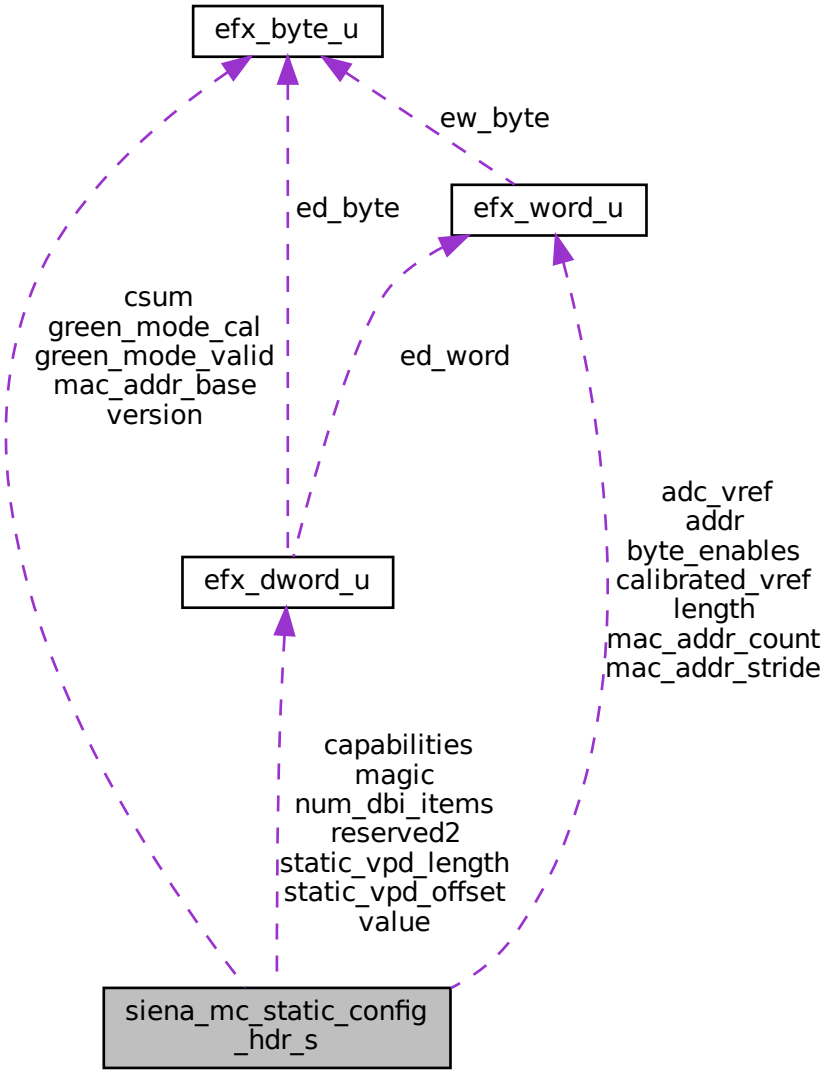 efx_byte_u
ew_byte
ed_byte
efx_word_u
csum
green_mode_cal
green_mode_valid
mac_addr_base
version
ed_word
adc_vref
addr
byte_enables
calibrated_vref
length
mac_addr_count
mac_addr_stride
efx_dword_u
capabilities
magic
num_dbi_items
reserved2
static_vpd_length
static_vpd_offset
value
siena_mc_static_config
_hdr_s